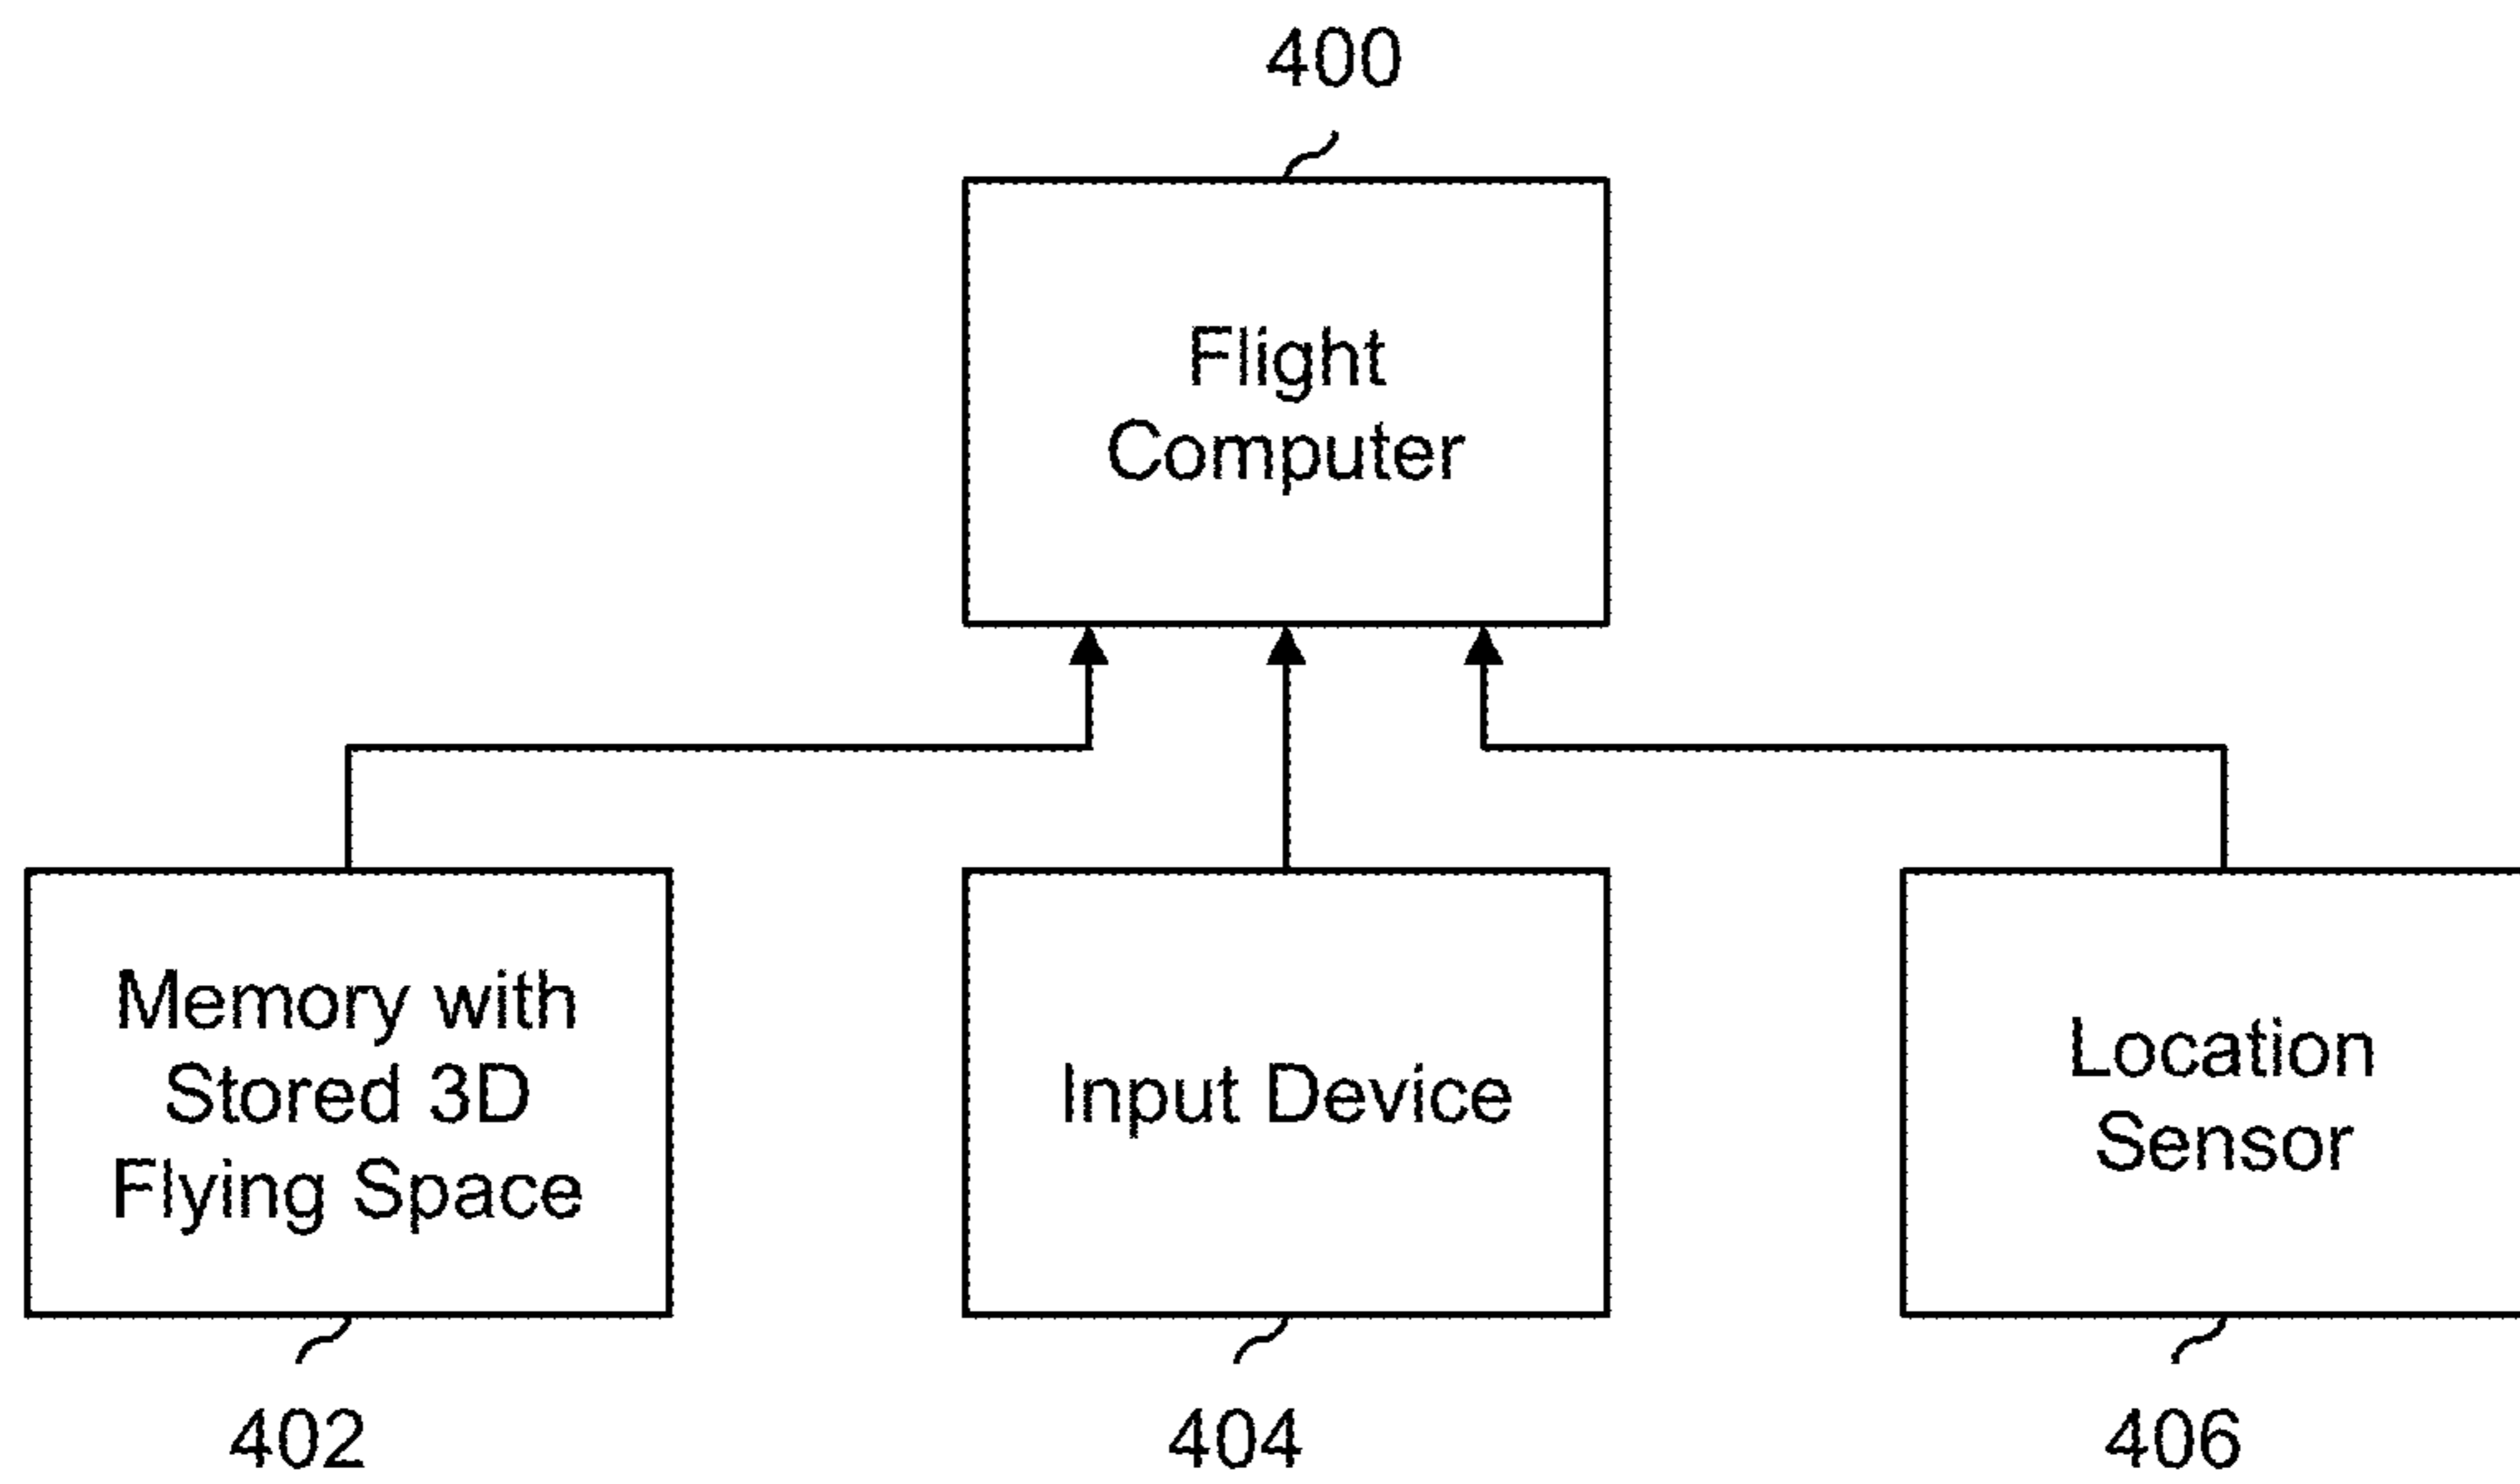 400
Flight
Computer
Memory with
Stored 3D
Flying Space
Input Device
Location
Sensor
402
404
406